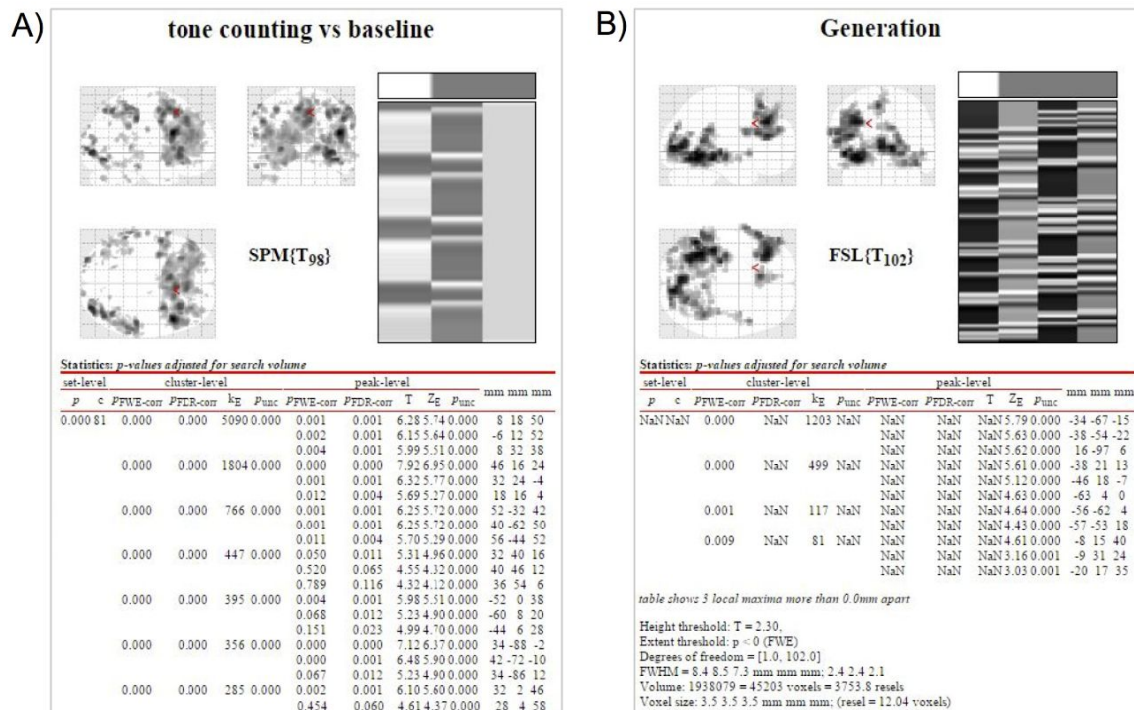 A)
tone counting vs baseline
SPM{T98}
Statistics: p-values adjusted for search volume
set-level cluster-level peak-level mm mm mm
p c pFWE-corr pFDR-corr kE punc pFWE-corr pFDR-corr T ZE punc
0.000 81 0.000 0.000 5090 0.000 0.001 0.001 6.28 5.74 0.000 8 18 50
0.002 0.001 6.15 5.64 0.000 -6 12 52
0.004 0.001 5.99 5.51 0.000 8 32 38
0.000 0.000 1804 0.000 0.000 0.000 7.92 6.95 0.000 46 16 24
0.001 0.001 6.32 5.77 0.000 32 24 -4
0.012 0.004 5.69 5.27 0.000 18 16 4
0.000 0.000 766 0.000 0.001 0.001 6.25 5.72 0.000 52 -32 42
0.001 0.001 6.25 5.72 0.000 40 -62 50
0.011 0.004 5.70 5.29 0.000 56 -44 52
0.000 0.000 447 0.000 0.050 0.011 5.31 4.96 0.000 32 40 16
0.520 0.065 4.55 4.32 0.000 40 46 12
0.789 0.116 4.32 4.12 0.000 36 54 6
0.000 0.000 395 0.000 0.004 0.001 5.98 5.51 0.000 -52 0 38
0.068 0.012 5.23 4.90 0.000 -60 8 20
0.151 0.023 4.99 4.70 0.000 -44 6 28
0.000 0.000 356 0.000 0.000 0.000 7.12 6.37 0.000 34 -88 -2
0.000 0.001 6.48 5.90 0.000 42 -72 -10
0.067 0.012 5.23 4.90 0.000 34 -86 12
0.000 0.000 285 0.000 0.002 0.001 6.10 5.60 0.000 32 2 46
0.454 0.060 4.61 4.37 0.000 28 4 58
B)
Generation
FSL{T102}
Statistics: p-values adjusted for search volume
set-level cluster-level peak-level mm mm mm
p c pFWE-corr pFDR-corr kE punc pFWE-corr pFDR-corr T ZE punc
NaN NaN 0.000 NaN 1203 NaN NaN NaN NaN 5.79 0.000 -34 -67 -15
NaN NaN NaN 5.63 0.000 -38 -54 -22
NaN NaN NaN 5.62 0.000 16 -97 6
0.000 NaN 499 NaN NaN NaN NaN 5.61 0.000 -38 21 13
NaN NaN NaN 5.12 0.000 -46 18 -7
NaN NaN NaN 4.63 0.000 -63 4 0
0.001 NaN 117 NaN NaN NaN NaN 4.64 0.000 -56 -62 4
NaN NaN NaN 4.43 0.000 -57 -53 18
0.009 NaN 81 NaN NaN NaN NaN 4.61 0.000 -8 15 40
NaN NaN NaN 3.16 0.001 -9 31 24
NaN NaN NaN 3.03 0.001 -20 17 35
table shows 3 local maxima more than 0.0mm apart
Height threshold: T = 2.30,
Extent threshold: p < 0 (FWE)
Degrees of freedom = [1.0, 102.0]
FWHM = 8.4 8.5 7.3 mm mm mm; 2.4 2.4 2.1
Volume: 1938079 = 45203 voxels = 3753.8 resels
Voxel size: 3.5 3.5 3.5 mm mm mm; (resel = 12.04 voxels)